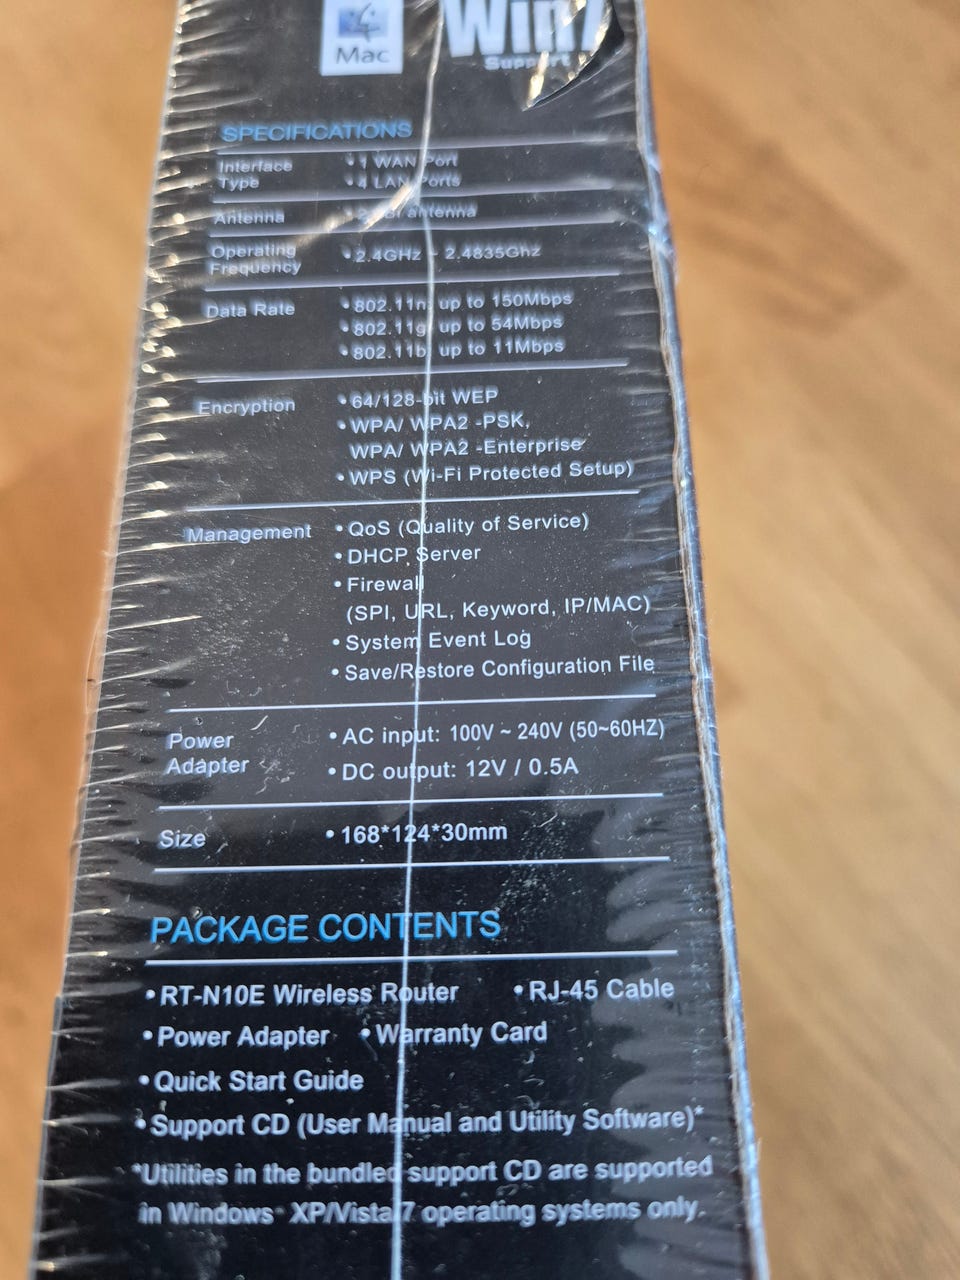 Mac
Win7
Support
SPECIFICATIONS
Interface Type
• 1 WAN Port
• 4 LAN Ports
Antenna
antenna
Operating Frequency
• 2.4GHz ~ 2.4835Ghz
Data Rate
• 802.11n, up to 150Mbps
• 802.11g, up to 54Mbps
• 802.11b, up to 11Mbps
Encryption
• 64/128-bit WEP
• WPA/ WPA2 -PSK,
WPA/ WPA2 -Enterprise
• WPS (Wi-Fi Protected Setup)
Management
• QoS (Quality of Service)
• DHCP Server
• Firewall
(SPI, URL, Keyword, IP/MAC)
• System Event Log
• Save/Restore Configuration File
Power Adapter
• AC input: 100V ~ 240V (50~60HZ)
• DC output: 12V / 0.5A
Size
• 168*124*30mm
PACKAGE CONTENTS
• RT-N10E Wireless Router • RJ-45 Cable
• Power Adapter • Warranty Card
• Quick Start Guide
• Support CD (User Manual and Utility Software)*
*Utilities in the bundled support CD are supported
in Windows® XP/Vista/7 operating systems only.